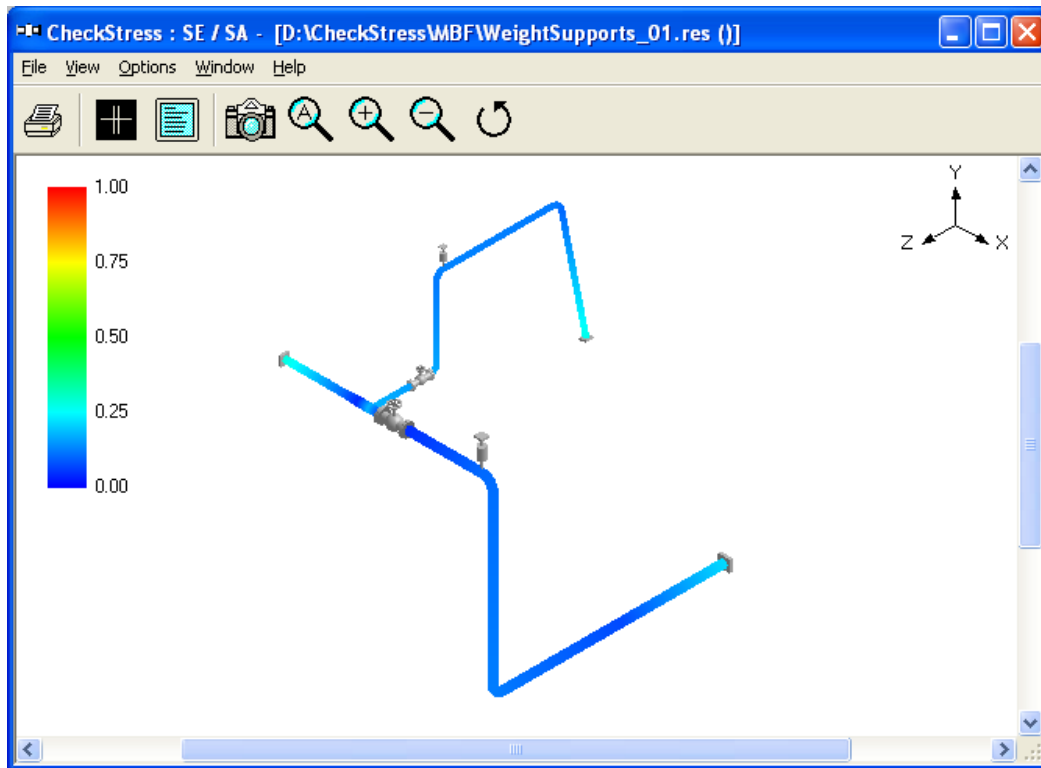 CheckStress : SE / SA - [D:\CheckStress\MBF\WeightSupports_01.res ()]
File View Options Window Help
A
1.00
0.75
0.50
0.25
0.00
Y
Z X